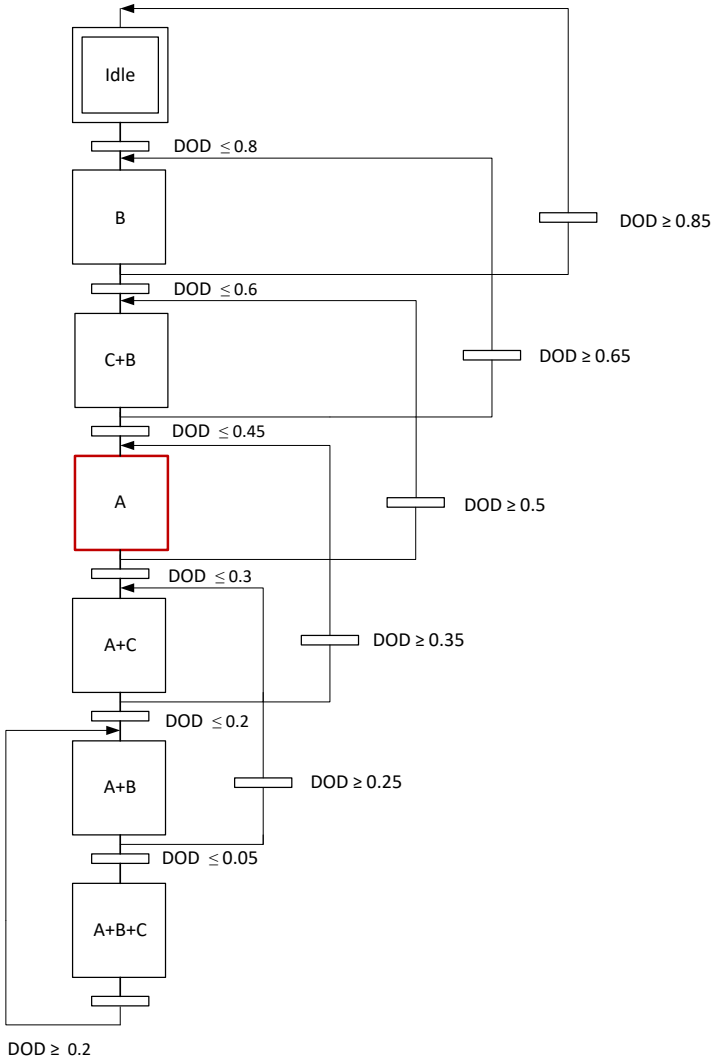 Idle
DOD ≤ 0.8
B
DOD ≥ 0.85
DOD ≤ 0.6
C+B
DOD ≥ 0.65
DOD ≤ 0.45
A
DOD ≥ 0.5
DOD ≤ 0.3
A+C
DOD ≥ 0.35
DOD ≤ 0.2
A+B
DOD ≥ 0.25
DOD ≤ 0.05
A+B+C
DOD ≥ 0.2